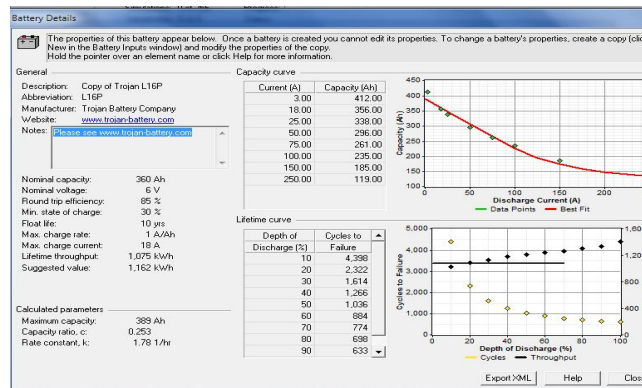 Battery Details
The properties of this battery appear below. Once a battery is created you cannot edit its properties. To change a battery's properties, create a copy (clic
New in the Battery Inputs window) and modify the properties of the copy.
Hold the pointer over an element name or click Help for more information.
General
Description: Copy of Trojan L16P
Abbreviation: L16P
Manufacturer: Trojan Battery Company
Website: www.trojan-battery.com
Notes: Please see www.trojan-battery.com
Nominal capacity: 360 Ah
Nominal voltage: 6 V
Round trip efficiency: 85 %
Min. state of charge: 30 %
Float life: 10 yrs
Max. charge rate: 1 A/Ah
Max. charge current: 18 A
Lifetime throughput: 1,075 kWh
Suggested value: 1,162 kWh
Calculated parameters
Maximum capacity: 389 Ah
Capacity ratio, c: 0.253
Rate constant, k: 1.78 1/hr
Capacity curve
Current (A) Capacity (Ah)
3.00 412.00
18.00 356.00
25.00 338.00
50.00 296.00
75.00 261.00
100.00 235.00
150.00 185.00
250.00 119.00
Capacity (Ah)
450
400
350
300
250
200
150
100
0 50 100 150 200
Discharge Current (A)
Data Points Best Fit
Lifetime curve
Depth of Cycles to
Discharge (%) Failure
10 4,398
20 2,322
30 1,614
40 1,266
50 1,036
60 884
70 774
80 698
90 633
Cycles to Failure
5,000
4,000
3,000
2,000
1,000
0
1,60
1,20
800
400
0
0 20 40 60 80 100
Depth of Discharge (%)
Cycles Throughput
Export XML Help Clos